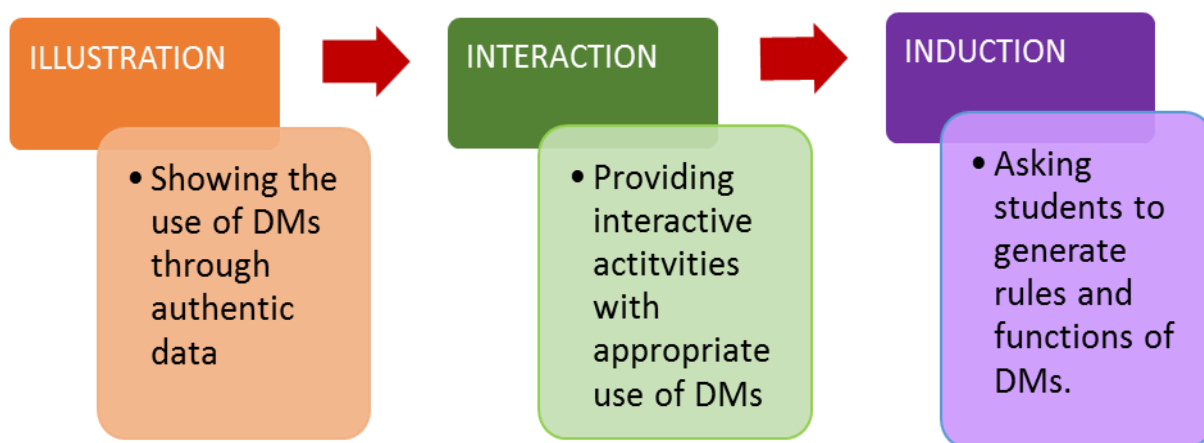 ILLUSTRATION
• Showing the
use of DMs
through
authentic
data
INTERACTION
• Providing
interactive
actitvities
with
appropriate
use of DMs
INDUCTION
• Asking
students to
generate
rules and
functions of
DMs.